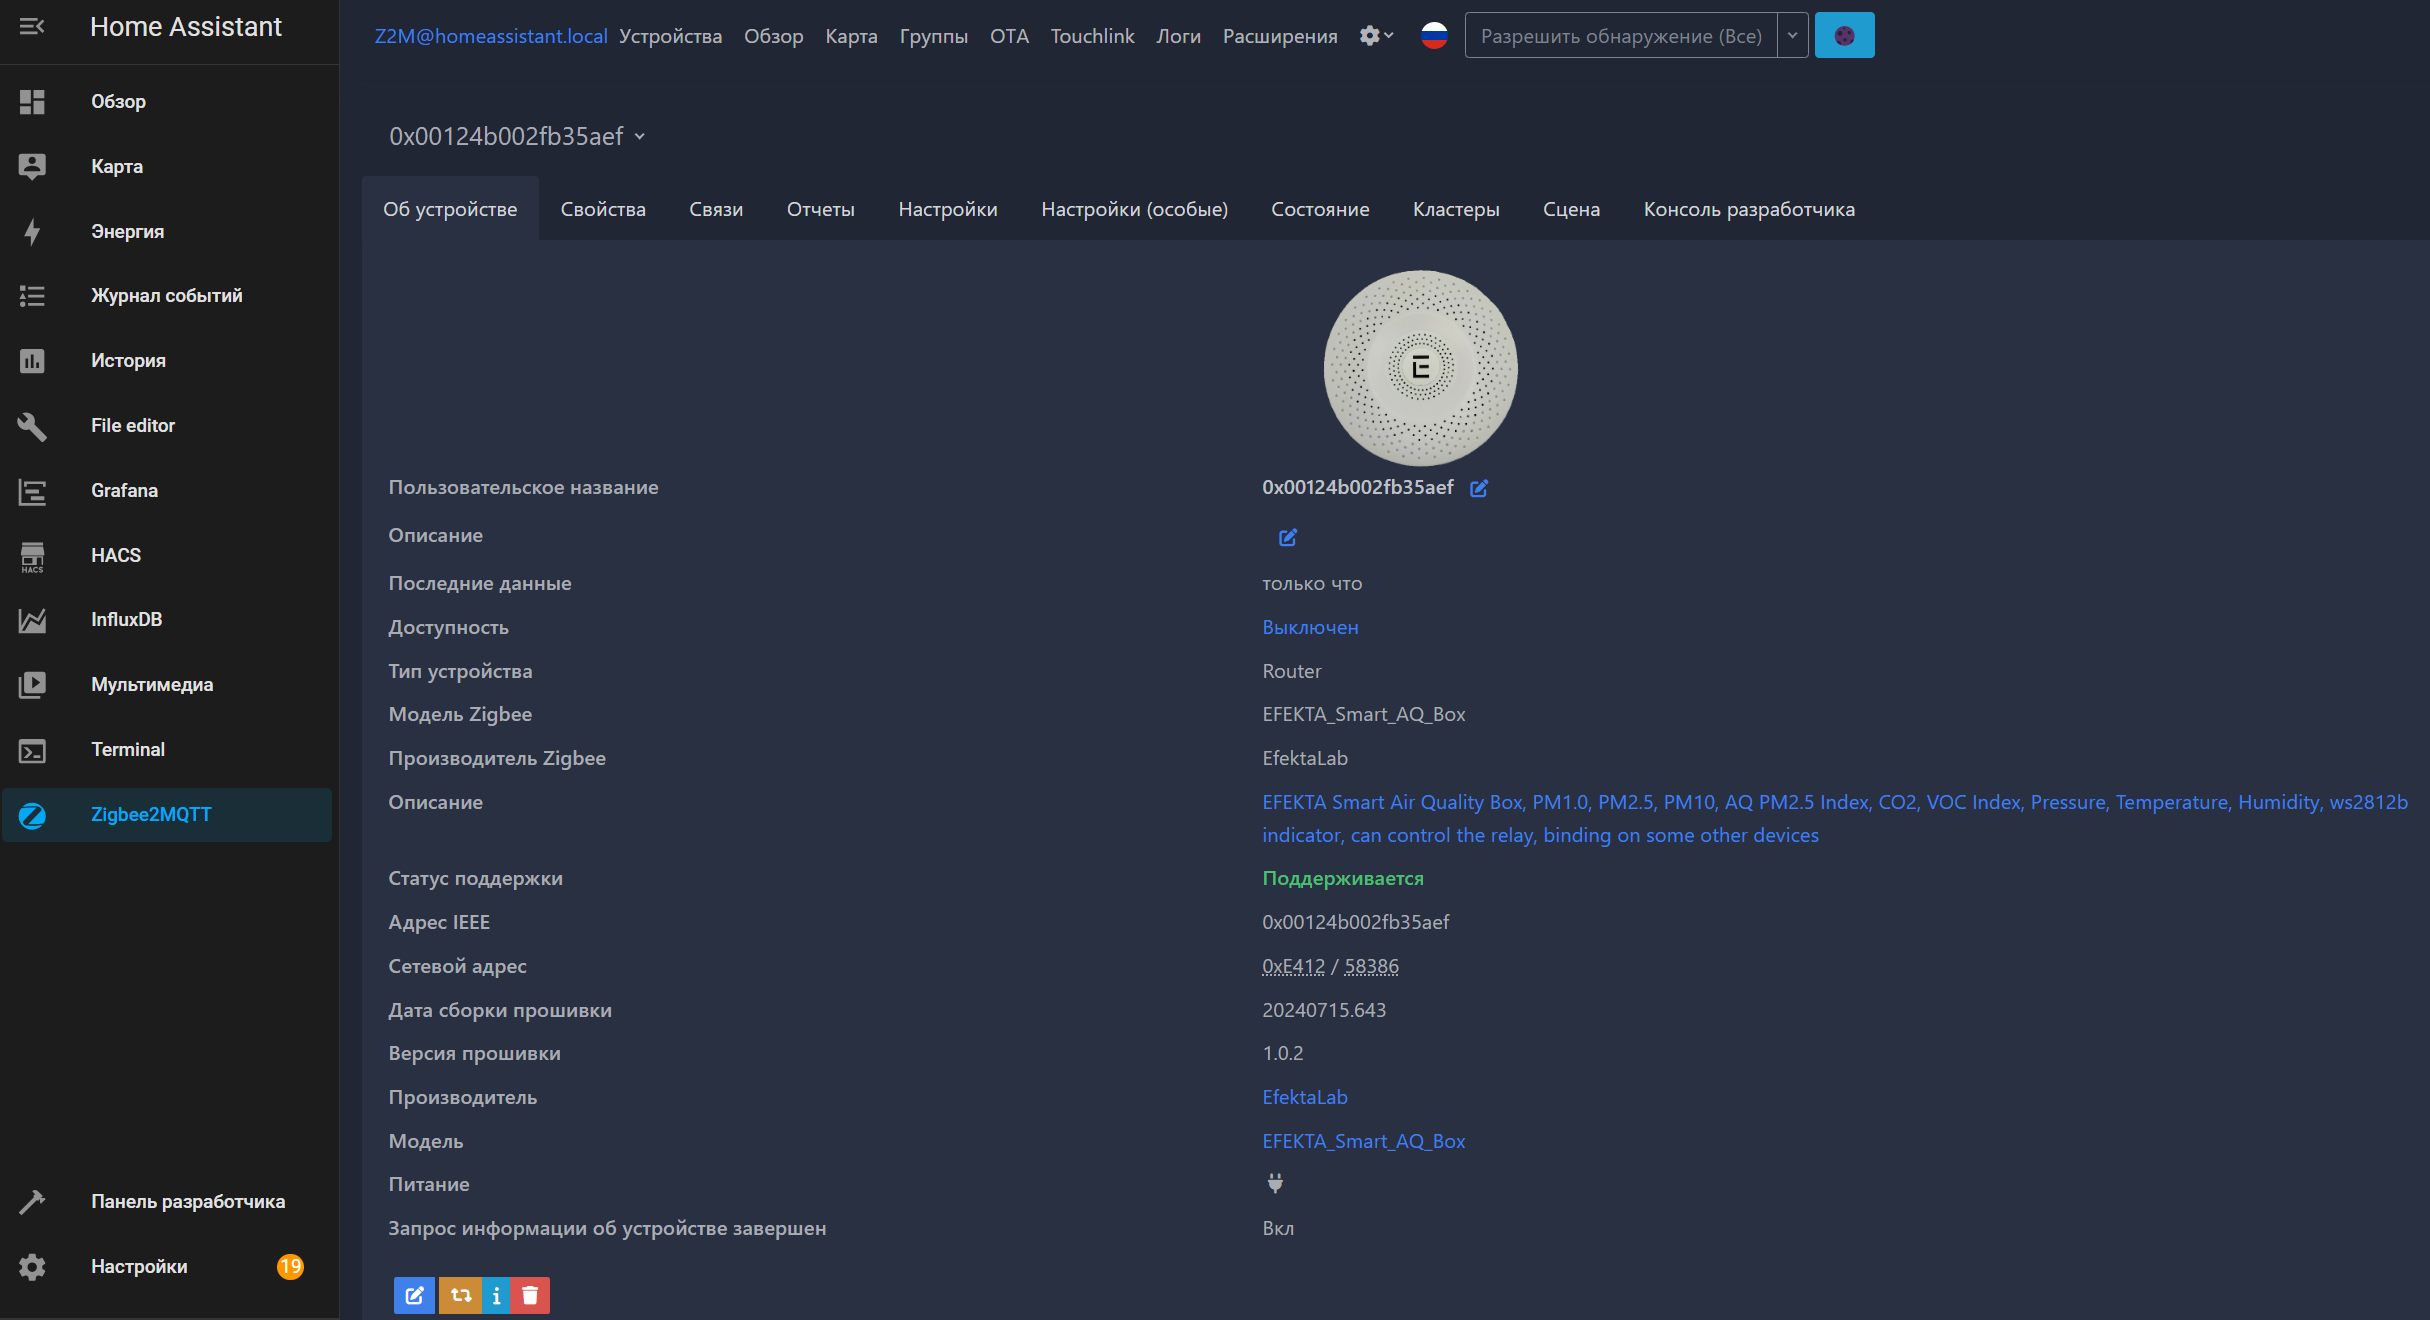 Home Assistant
Обзор
Карта
Энергия
Журнал событий
История
File editor
Grafana
HACS
HACS
InfluxDB
Мультимедиа
Terminal
Zigbee2MQTT
Панель разработчика
Настройки 19
Z2M@homeassistant.local Устройства Обзор Карта Группы OTA Touchlink Логи Расширения Разрешить обнаружение (Все)
0x00124b002fb35aef
Об устройстве Свойства Связи Отчеты Настройки Настройки (особые) Состояние Кластеры Сцена Консоль разработчика
E
Пользовательское название 0x00124b002fb35aef
Описание
Последние данные только что
Доступность Выключен
Тип устройства Router
Модель Zigbee EFEKTA_Smart_AQ_Box
Производитель Zigbee EfektaLab
Описание EFEKTA Smart Air Quality Box, PM1.0, PM2.5, PM10, AQ PM2.5 Index, CO2, VOC Index, Pressure, Temperature, Humidity, ws2812b
indicator, can control the relay, binding on some other devices
Статус поддержки Поддерживается
Адрес IEEE 0x00124b002fb35aef
Сетевой адрес 0xE412 / 58386
Дата сборки прошивки 20240715.643
Версия прошивки 1.0.2
Производитель EfektaLab
Модель EFEKTA_Smart_AQ_Box
Питание
Запрос информации об устройстве завершен Вкл